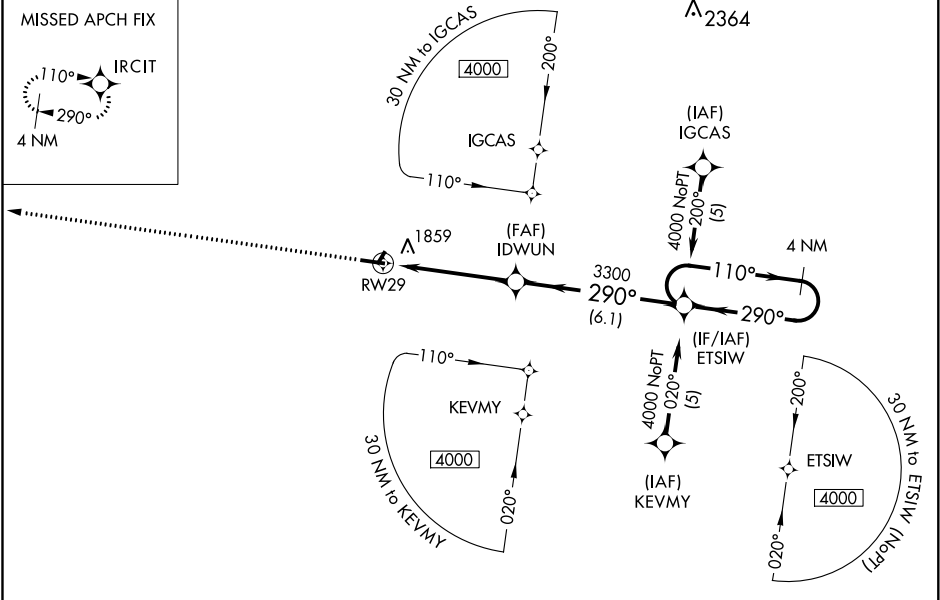 MISSED APCH FIX
IRCIT
110°
290°
4 NM
30 NM to IGCAS
4000
200°
IGCAS
110°
2364
(IAF)
IGCAS
4000 NoPT
200°
(5)
1859
RW29
(FAF)
IDWUN
3300
290°
(6.1)
4 NM
110°
290°
(IF/IAF)
ETSIW
4000 NoPT
020°
(5)
(IAF)
KEVMY
110°
KEVMY
4000
30 NM to KEVMY
020°
200°
30 NM to ETSIW (NoPT)
ETSIW
4000
020°